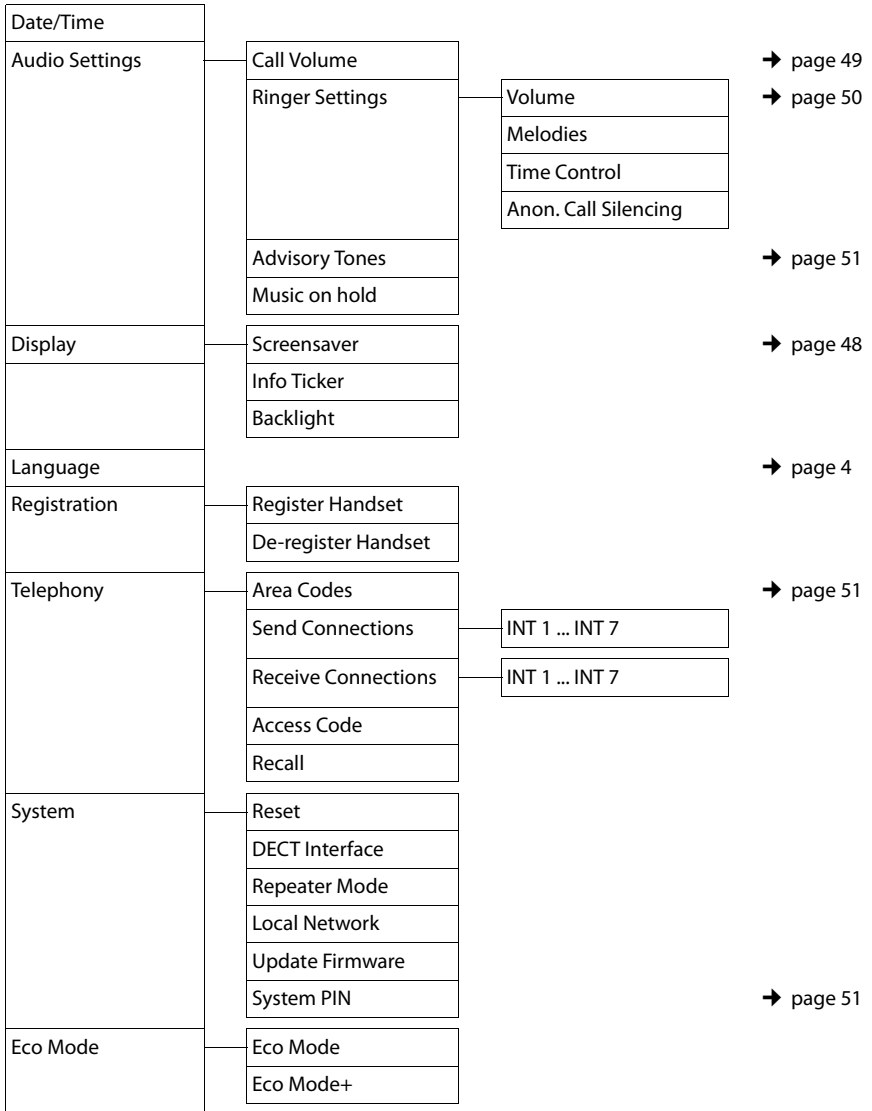 Date/Time
Audio Settings Call Volume ➔ page 49
Ringer Settings Volume ➔ page 50
Melodies
Time Control
Anon. Call Silencing
Advisory Tones ➔ page 51
Music on hold
Display Screensaver ➔ page 48
Info Ticker
Backlight
Language ➔ page 4
Registration Register Handset
De-register Handset
Telephony Area Codes ➔ page 51
Send Connections INT 1 ... INT 7
Receive Connections INT 1 ... INT 7
Access Code
Recall
System Reset
DECT Interface
Repeater Mode
Local Network
Update Firmware
System PIN ➔ page 51
Eco Mode Eco Mode
Eco Mode+